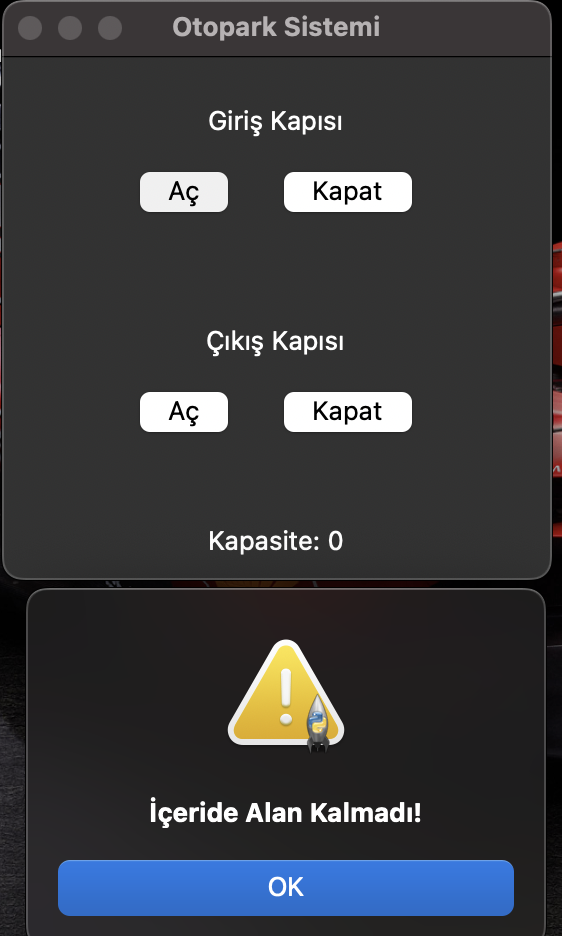 Otopark Sistemi
Giriş Kapısı
Aç Kapat
Çıkış Kapısı
Aç Kapat
Kapasite: 0
İçeride Alan Kalmadı!
OK